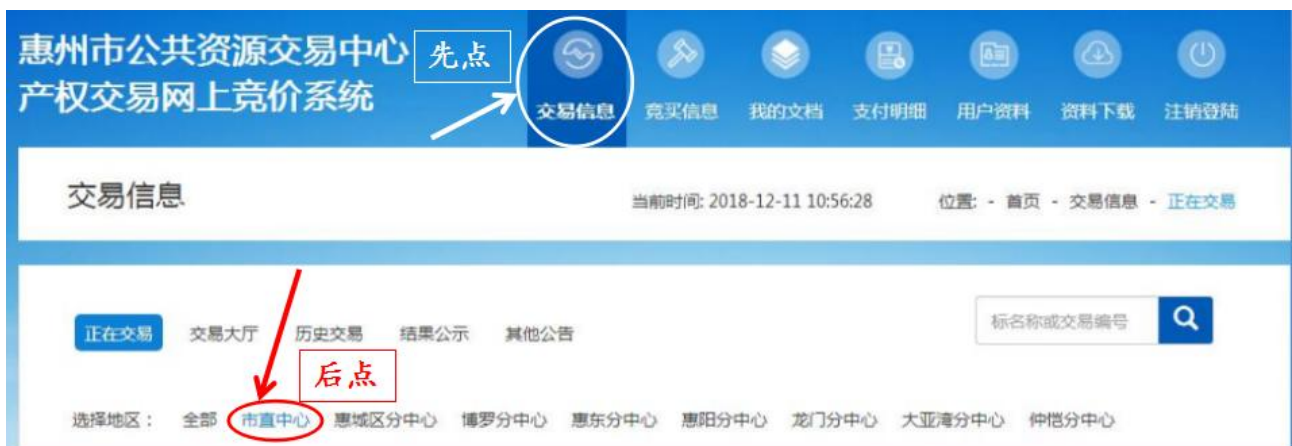 惠州市公共资源交易中心
产权交易网上竞价系统
先点
交易信息 竞买信息 我的文档 支付明细 用户资料 资料下载 注销登陆
交易信息
当前时间: 2018-12-11 10:56:28 位置: - 首页 - 交易信息 - 正在交易
正在交易 交易大厅 历史交易 结果公示 其他公告
标名称或交易编号
后点
选择地区： 全部 市直中心 惠城区分中心 博罗分中心 惠东分中心 惠阳分中心 龙门分中心 大亚湾分中心 仲恺分中心